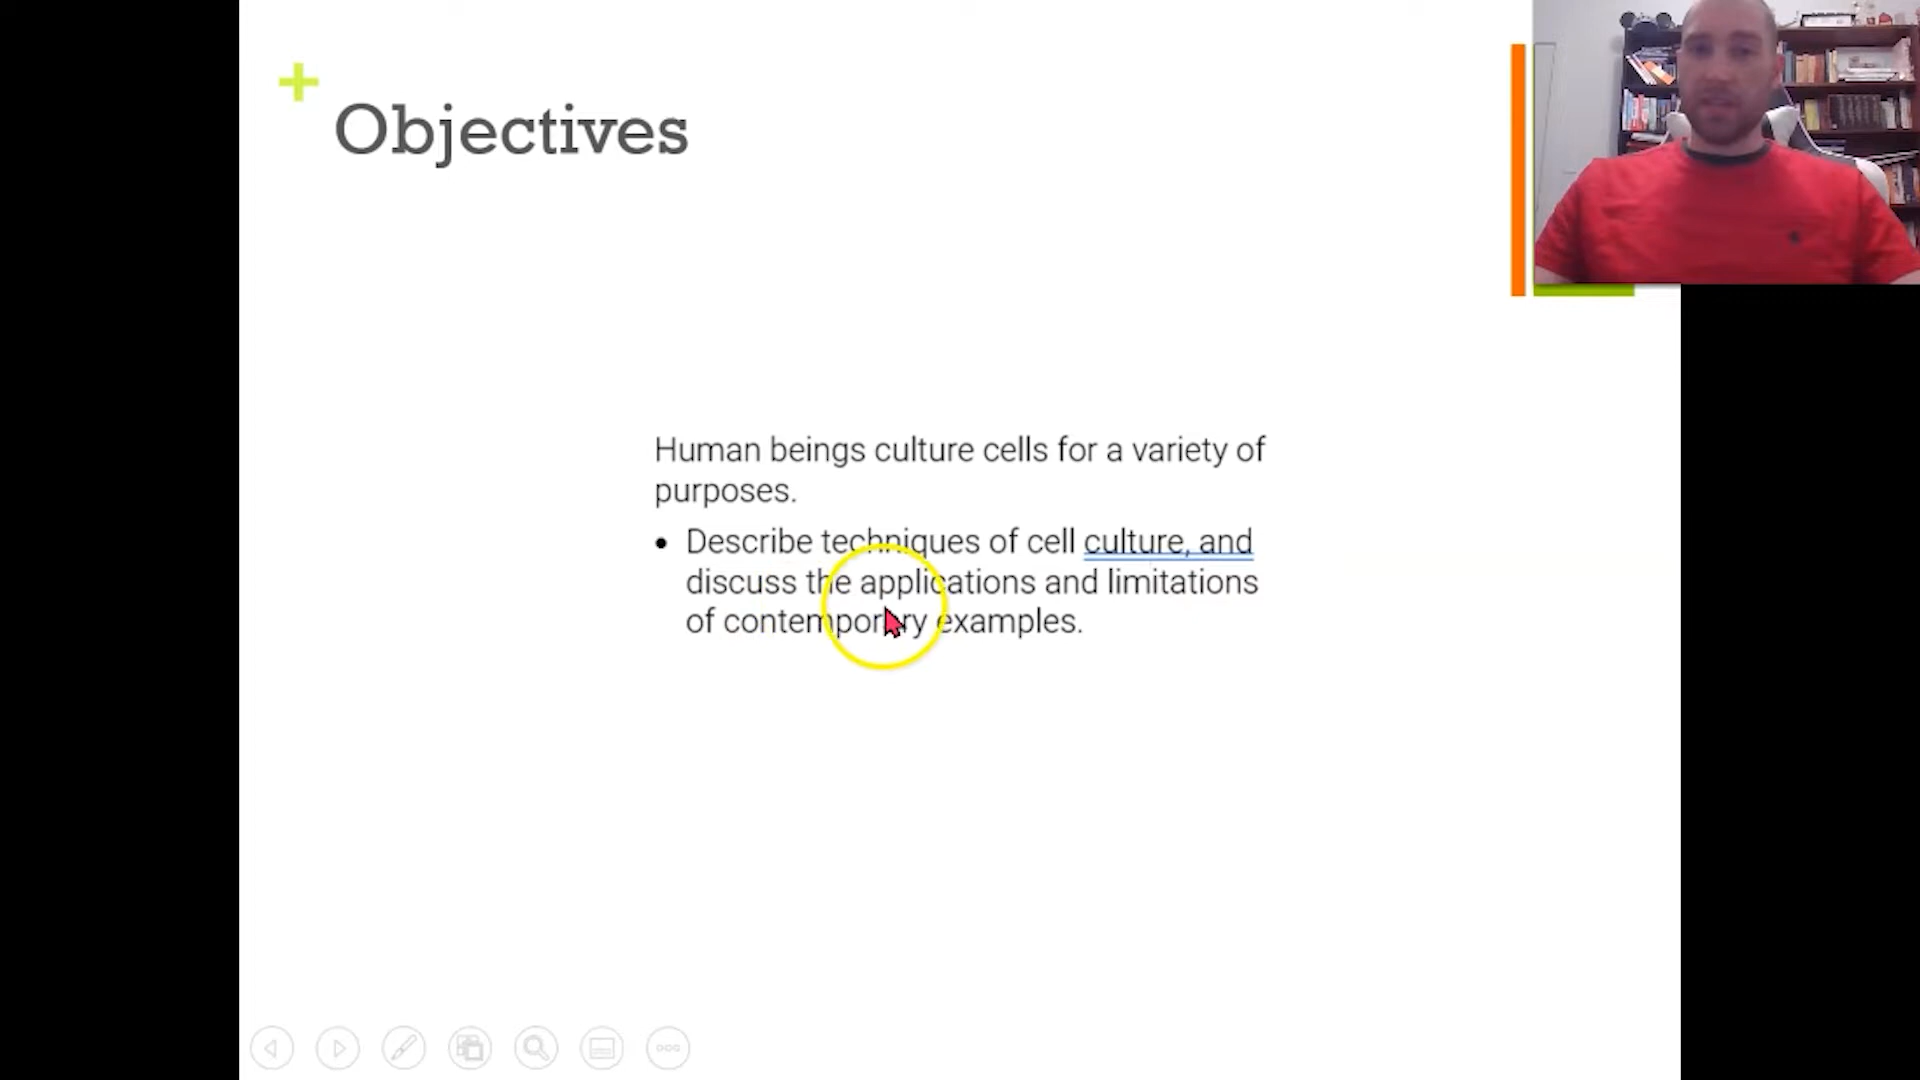 +
Objectives
Human beings culture cells for a variety of
purposes.
• Describe techniques of cell culture, and
discuss the applications and limitations
of contemporary examples.